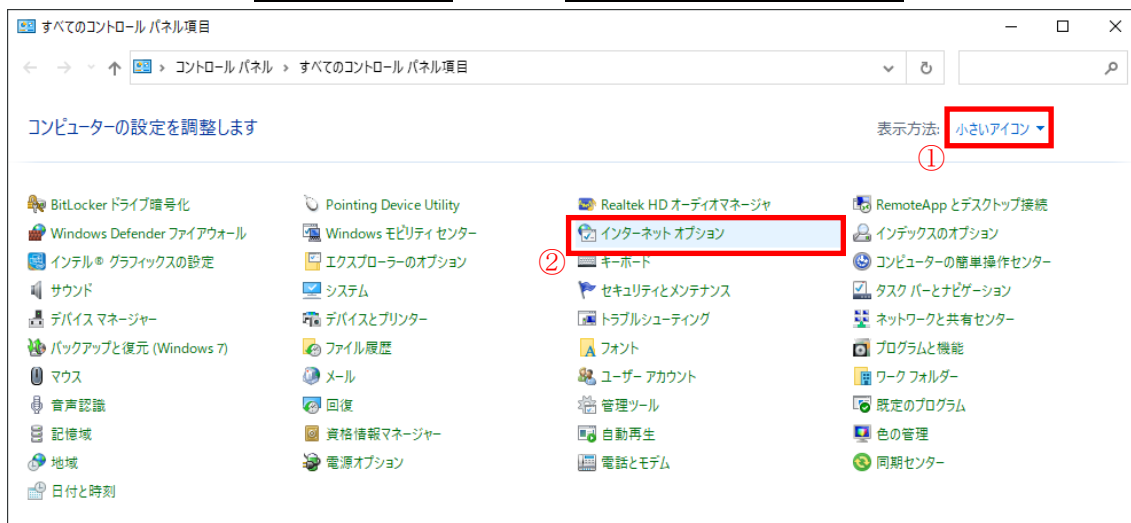 すべてのコントロール パネル項目
コントロール パネル › すべてのコントロール パネル項目
コンピューターの設定を調整します
表示方法: 小さいアイコン
①
BitLocker ドライブ暗号化 Pointing Device Utility Realtek HD オーディオマネージャ RemoteApp とデスクトップ接続
Windows Defender ファイアウォール Windows モビリティ センター インターネット オプション インデックスのオプション
②
インテル® グラフィックスの設定 エクスプローラーのオプション キーボード コンピューターの簡単操作センター
サウンド システム セキュリティとメンテナンス タスク バーとナビゲーション
デバイス マネージャー デバイスとプリンター トラブルシューティング ネットワークと共有センター
バックアップと復元 (Windows 7) ファイル履歴 フォント プログラムと機能
マウス メール ユーザー アカウント ワーク フォルダー
音声認識 回復 管理ツール 既定のプログラム
記憶域 資格情報マネージャー 自動再生 色の管理
地域 電源オプション 電話とモデム 同期センター
日付と時刻